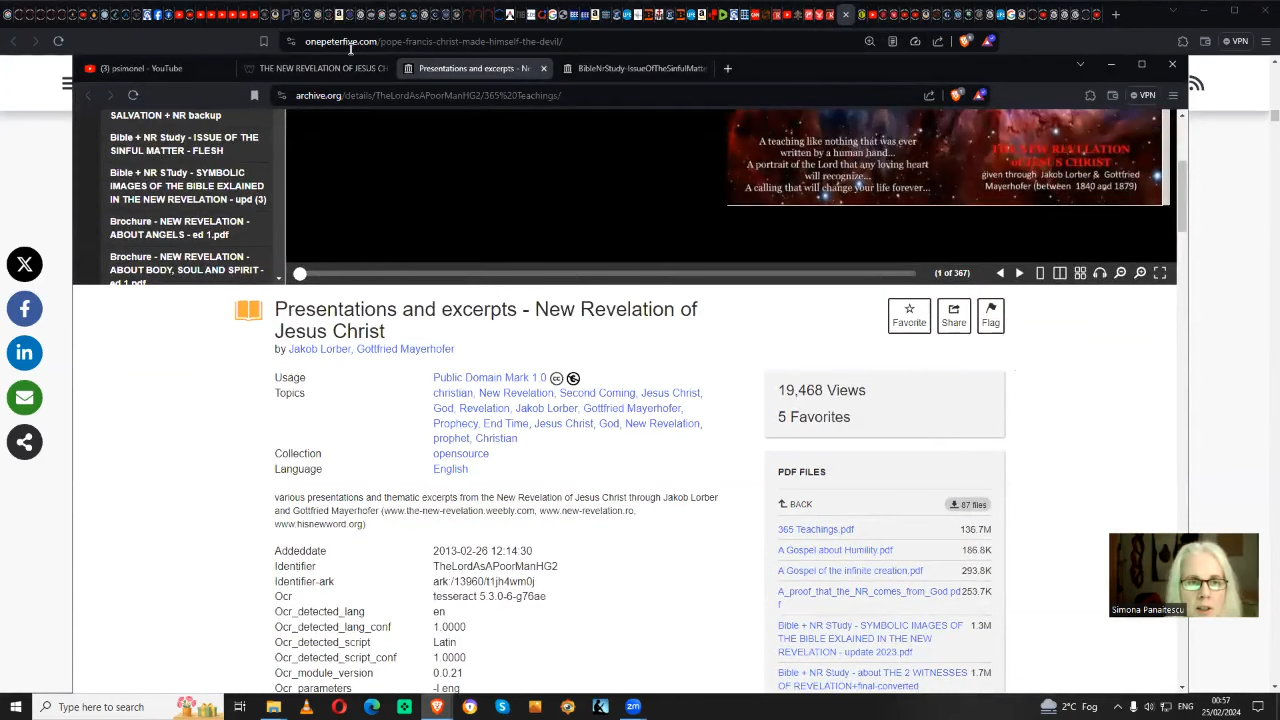 onepeterfive.com/pope-francis-christ-made-himself-the-devil/
VPN
(3) psimonel - YouTube
THE NEW REVELATION OF JESUS CH
Presentations and excerpts - Ne
BibleNrStudy-IssueOfTheSinfulMatte
archive.org/details/TheLordAsAPoorManHG2/365%20Teachings/
VPN
SALVATION + NR backup
Bible + NR Study - ISSUE OF THE
SINFUL MATTER - FLESH
Bible + NR STudy - SYMBOLIC
IMAGES OF THE BIBLE EXLAINED
IN THE NEW REVELATION - upd (3)
Brochure - NEW REVELATION -
ABOUT ANGELS - ed 1.pdf
Brochure - NEW REVELATION -
ABOUT BODY, SOUL AND SPIRIT -
ed 1.pdf
A teaching like nothing that was ever
written by a human hand...
A portrait of the Lord that any loving heart
will recognize...
A calling that will change your life forever...
THE NEW REVELATION
of JESUS CHRIST
given through Jakob Lorber & Gottfried
Mayerhofer (between 1840 and 1879)
(1 of 367)
Presentations and excerpts - New Revelation of
Jesus Christ
by Jakob Lorber, Gottfried Mayerhofer
Favorite
Share
Flag
Usage
Public Domain Mark 1.0
Topics
christian, New Revelation, Second Coming, Jesus Christ,
God, Revelation, Jakob Lorber, Gottfried Mayerhofer,
Prophecy, End Time, Jesus Christ, God, New Revelation,
prophet, Christian
Collection
opensource
Language
English
various presentations and thematic excerpts from the New Revelation of Jesus Christ through Jakob Lorber
and Gottfried Mayerhofer (www.the-new-revelation.weebly.com, www.new-revelation.ro,
www.hisnewword.org)
Addeddate
2013-02-26 12:14:30
Identifier
TheLordAsAPoorManHG2
Identifier-ark
ark:/13960/t1jh4wm0j
Ocr
tesseract 5.3.0-6-g76ae
Ocr_detected_lang
en
Ocr_detected_lang_conf
1.0000
Ocr_detected_script
Latin
Ocr_detected_script_conf
1.0000
Ocr_module_version
0.0.21
Ocr_parameters
-l eng
19,468 Views
5 Favorites
PDF FILES
BACK
87 files
365 Teachings.pdf
136.7M
A Gospel about Humility.pdf
186.8K
A Gospel of the infinite creation.pdf
293.8K
A_proof_that_the_NR_comes_from_God.pd
f
253.7K
Bible + NR STudy - SYMBOLIC IMAGES OF
THE BIBLE EXLAINED IN THE NEW
REVELATION - update 2023.pdf
1.3M
Bible + NR Study - about THE 2 WITNESSES
OF REVELATION+final-converted
1.7M
Simona Panaitescu
Type here to search
2°C Fog
00:57
25/02/2024